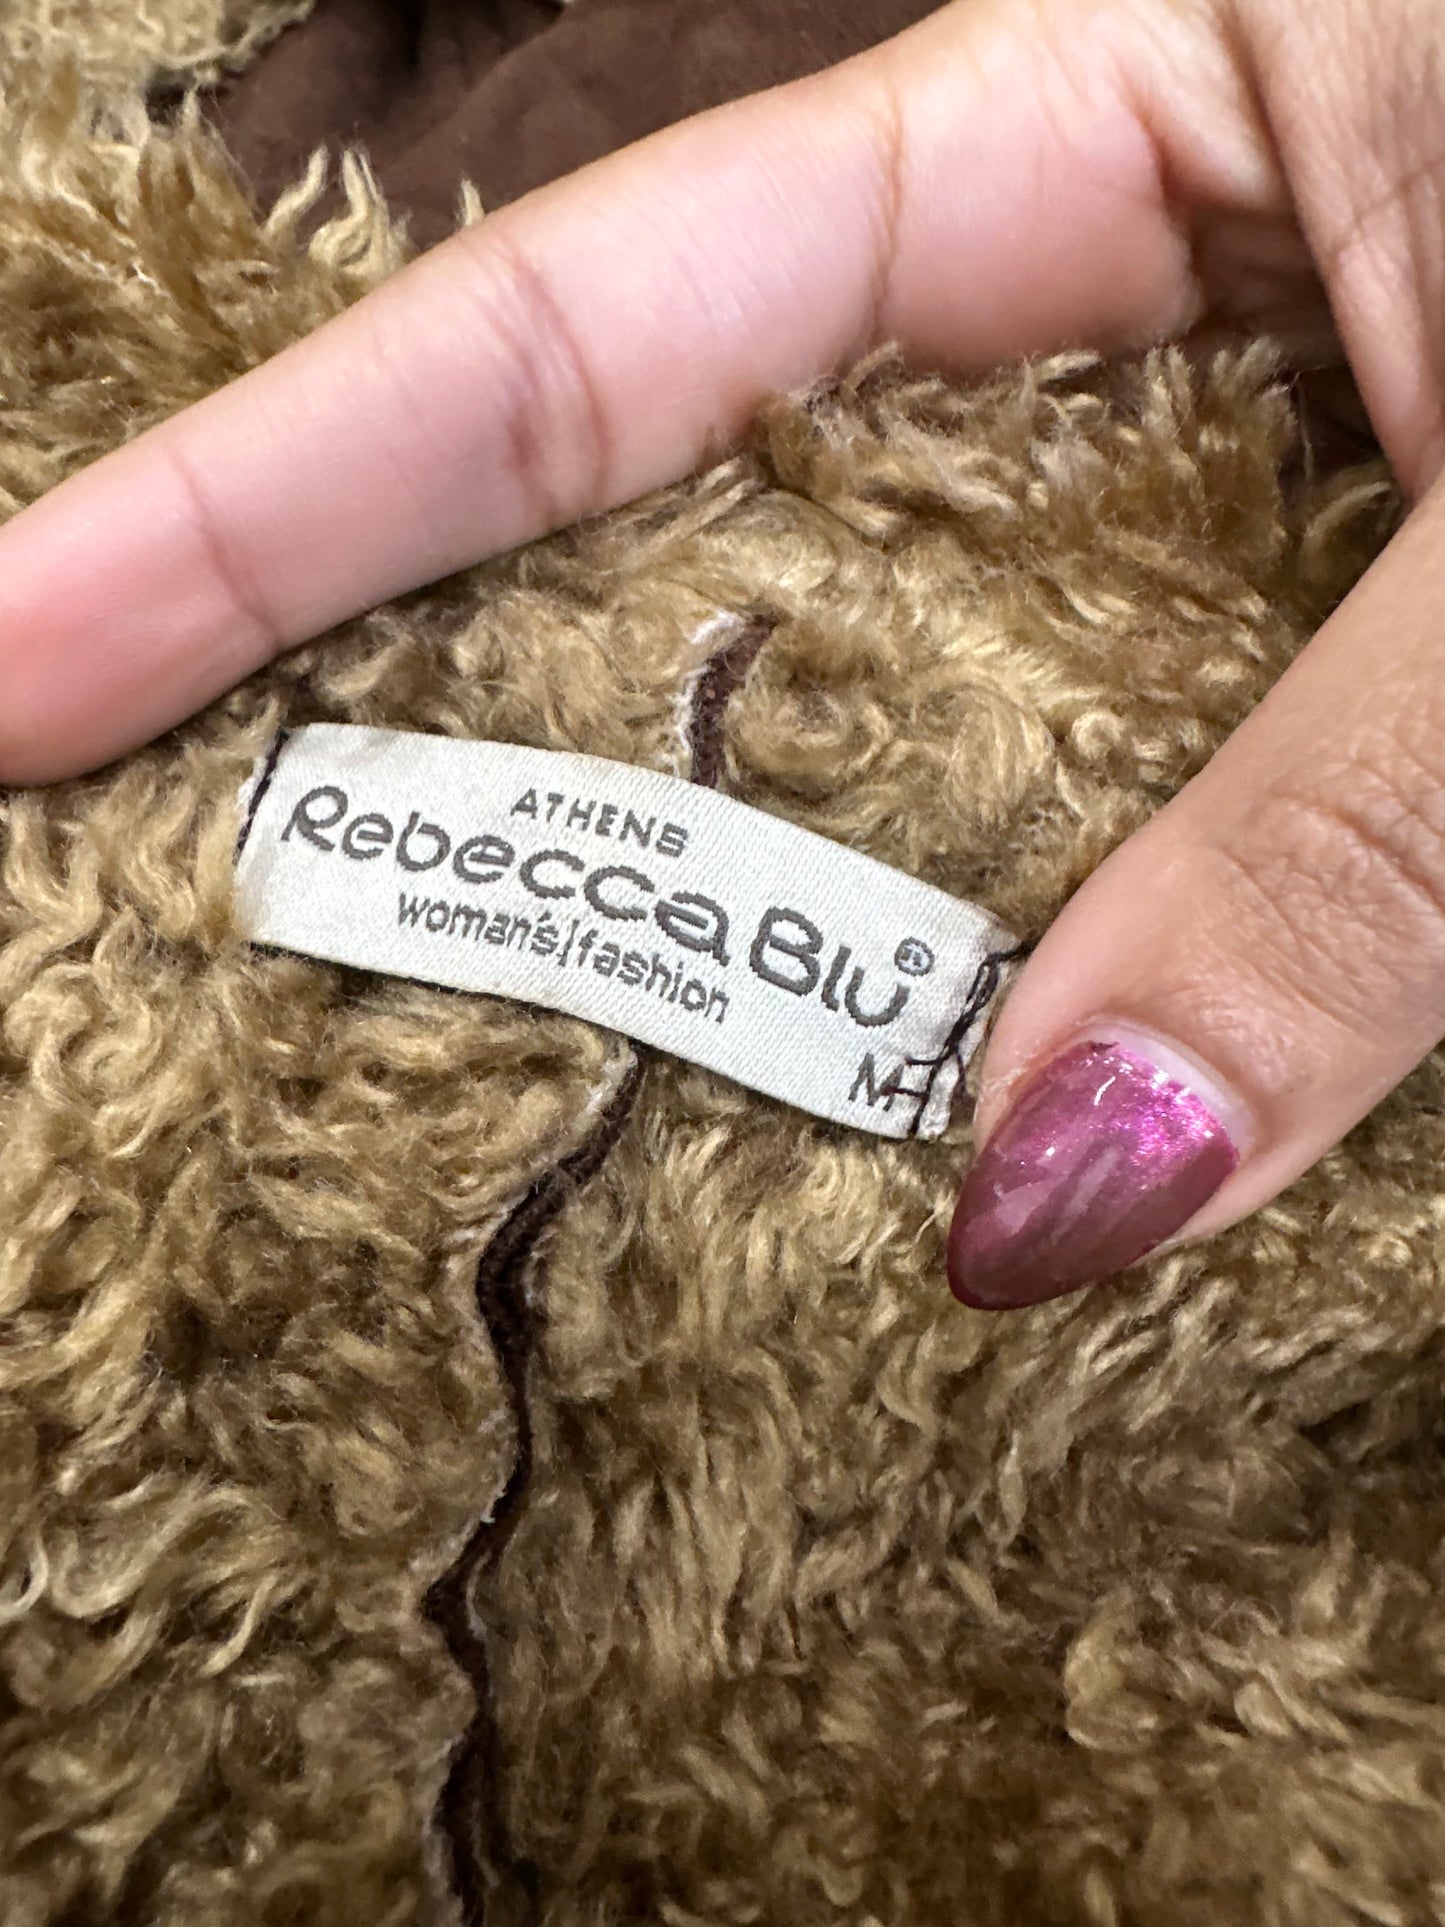 ATHENS
Rebecca Blu®
woman's|fashion
M